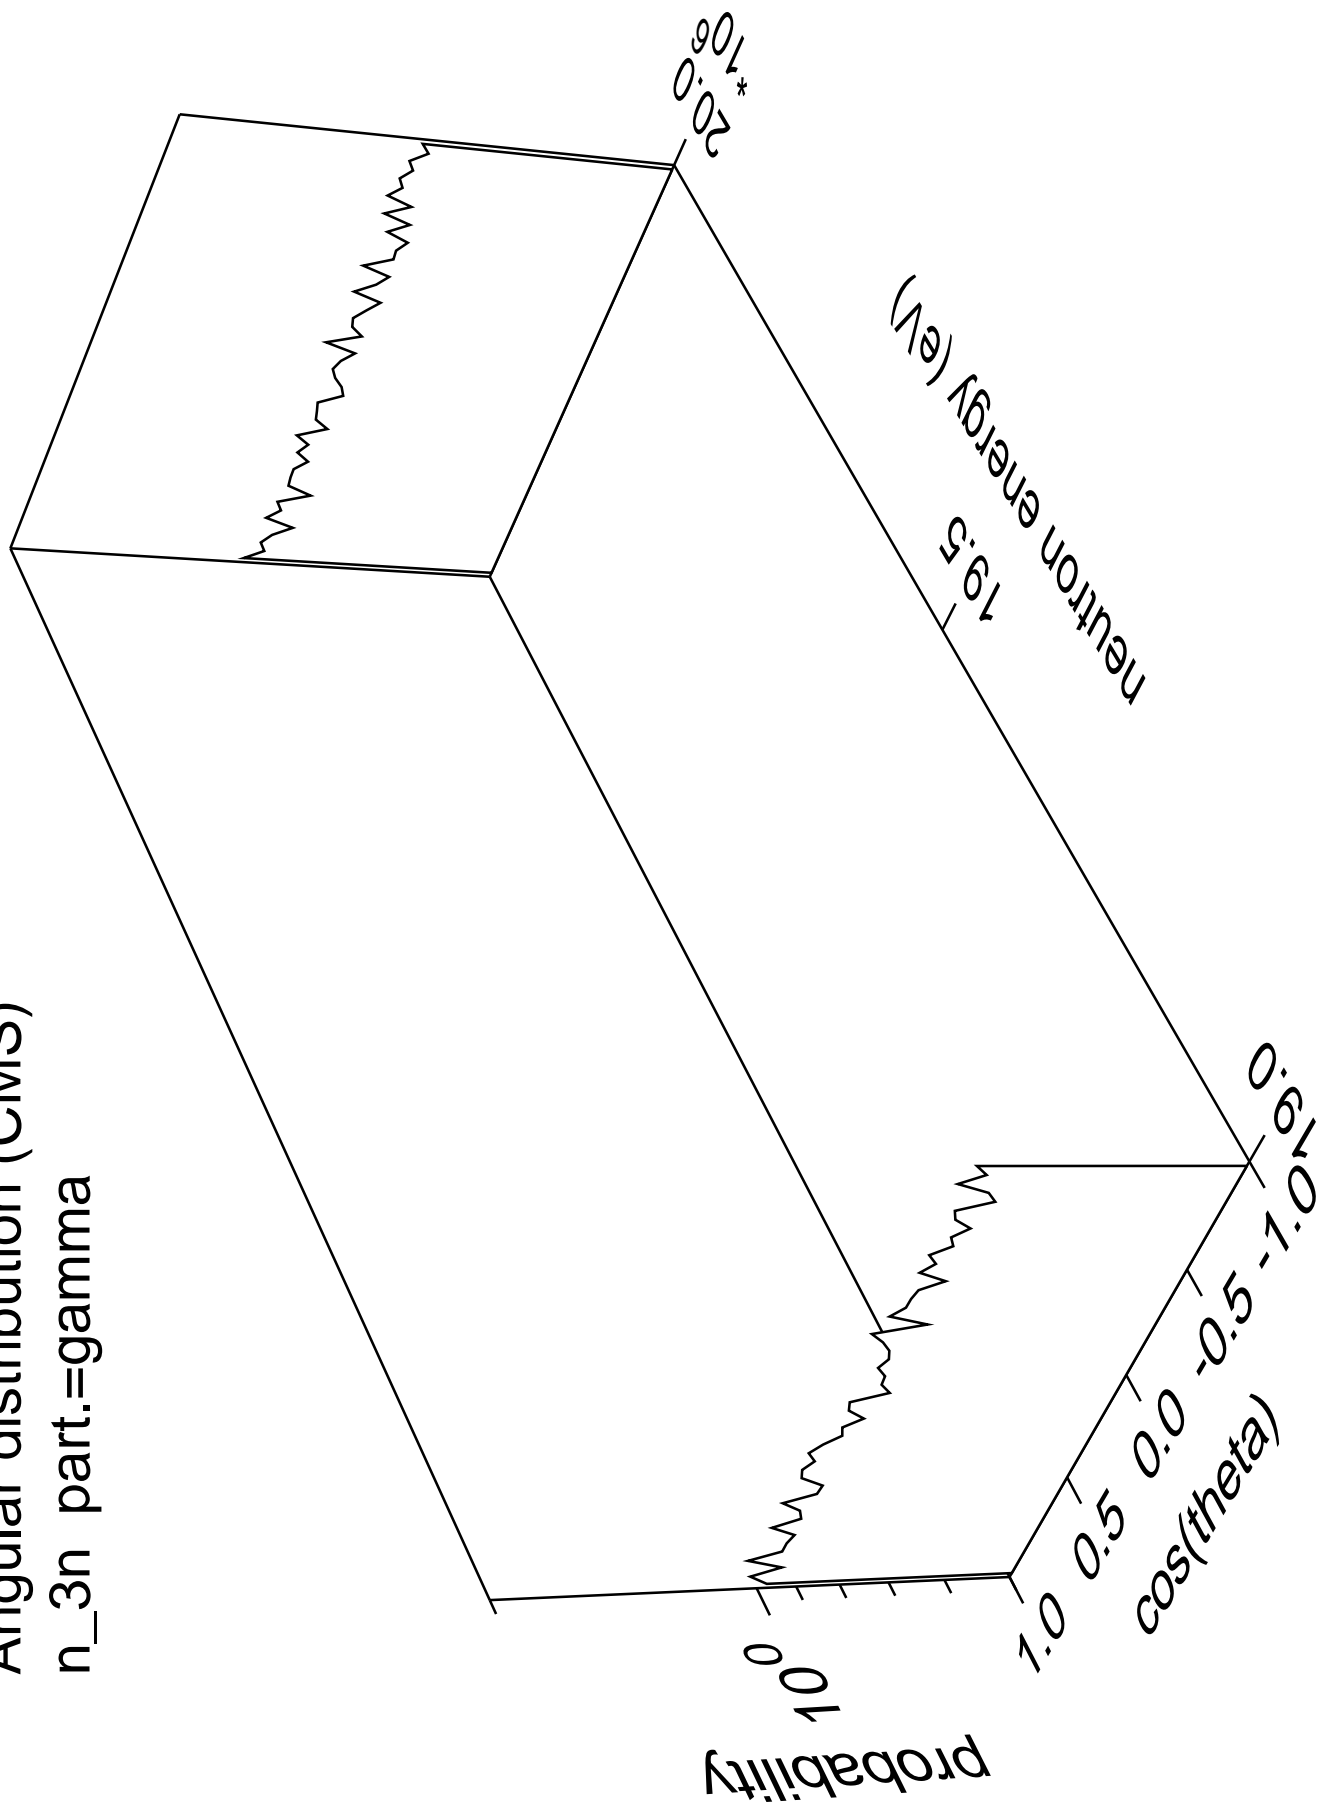 Angular distribution (CMS)
n_3n part.=gamma
probability
10^0
cos(theta)
1.0 0.5 0.0 -0.5 -1.0
neutron energy (eV)
19.0 19.5 20.0
*10^6